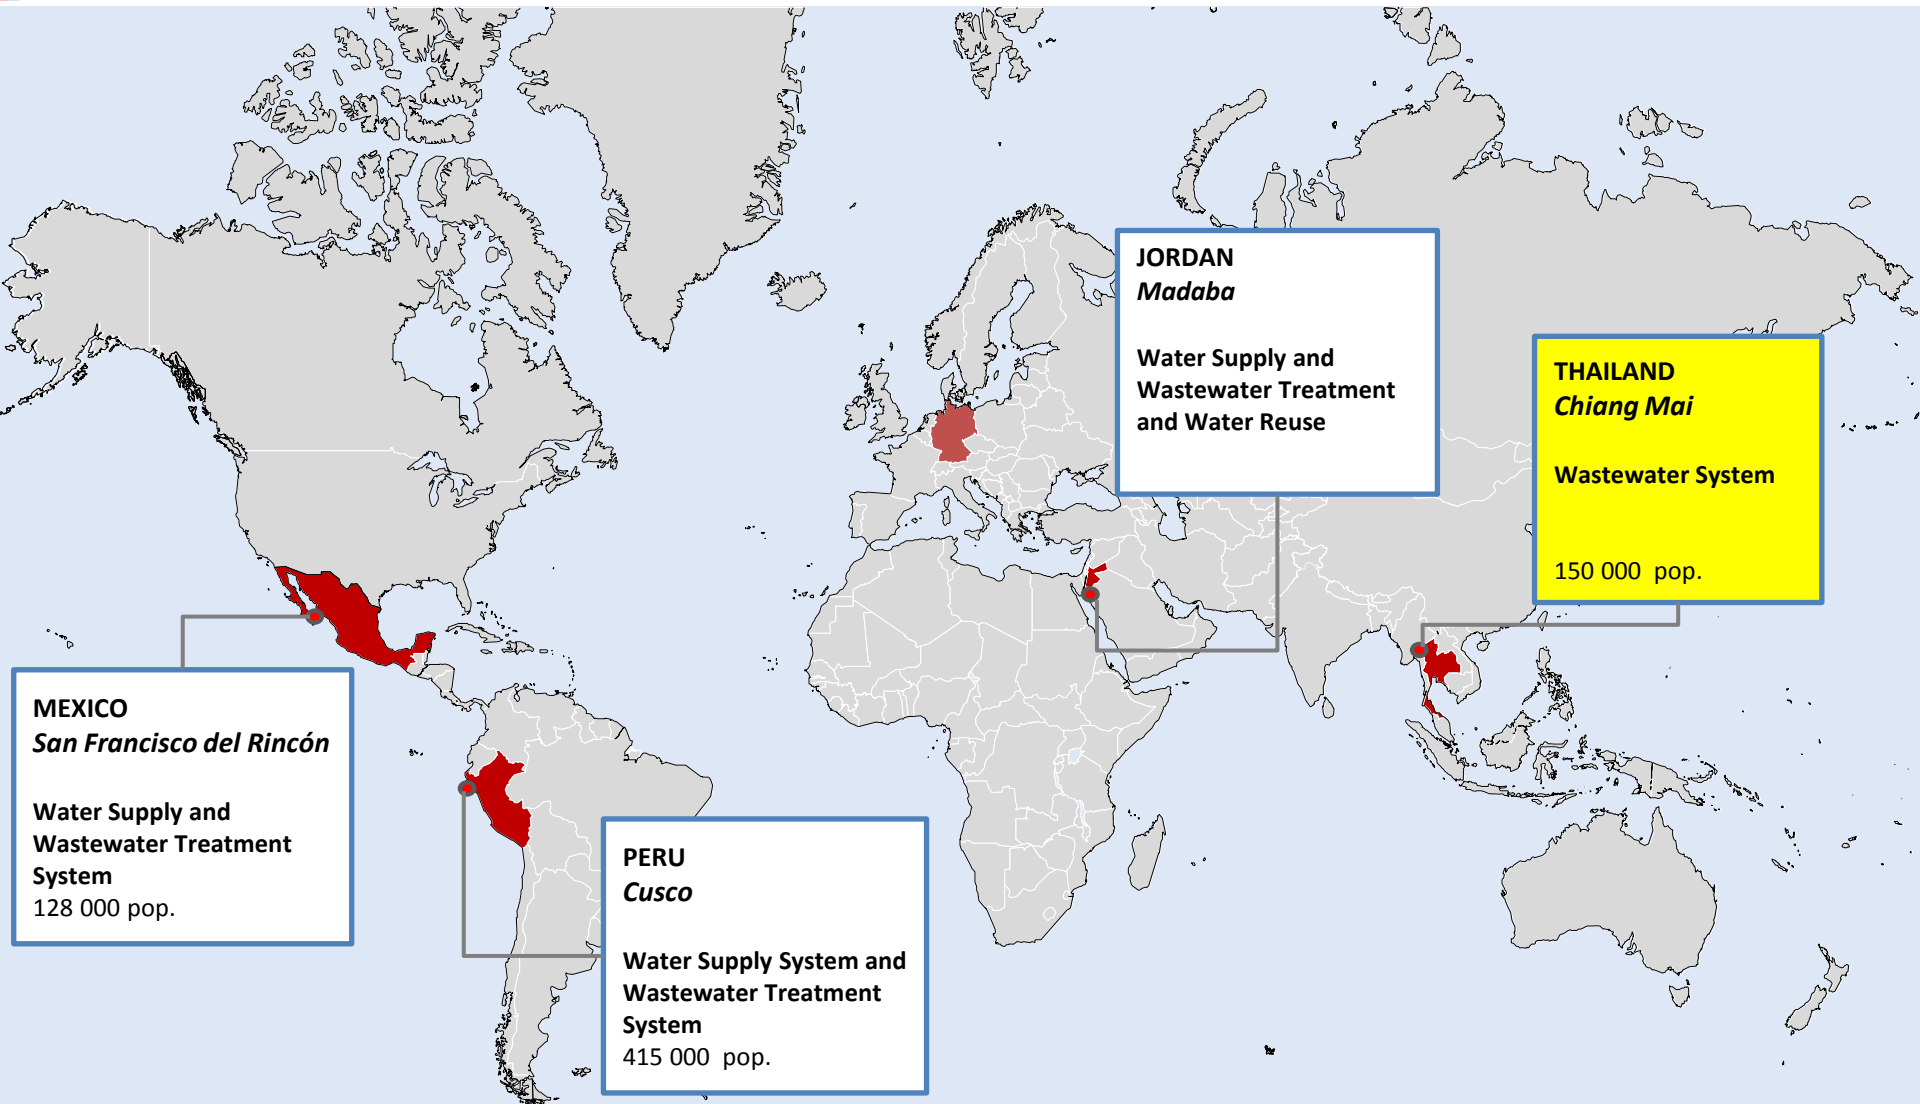 JORDAN
Madaba
Water Supply and
Wastewater Treatment
and Water Reuse
THAILAND
Chiang Mai
Wastewater System
150 000 pop.
MEXICO
San Francisco del Rincón
Water Supply and
Wastewater Treatment
System
128 000 pop.
PERU
Cusco
Water Supply System and
Wastewater Treatment
System
415 000 pop.